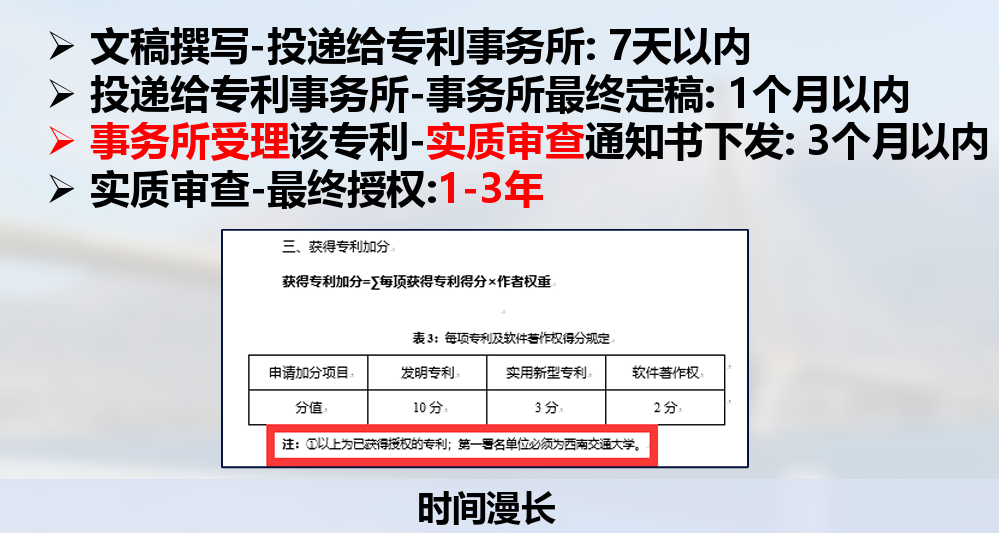 ➢ 文稿撰写-投递给专利事务所: 7天以内
➢ 投递给专利事务所-事务所最终定稿: 1个月以内
➢ 事务所受理该专利-实质审查通知书下发: 3个月以内
➢ 实质审查-最终授权:1-3年
三、获得专利加分
获得专利加分=∑每项获得专利得分×作者权重
表3：每项专利及软件著作权得分规定
申请加分项目 发明专利 实用新型专利 软件著作权
分值 10分 3分 2分
注：①以上为已获得授权的专利；第一署名单位必须为西南交通大学。
时间漫长